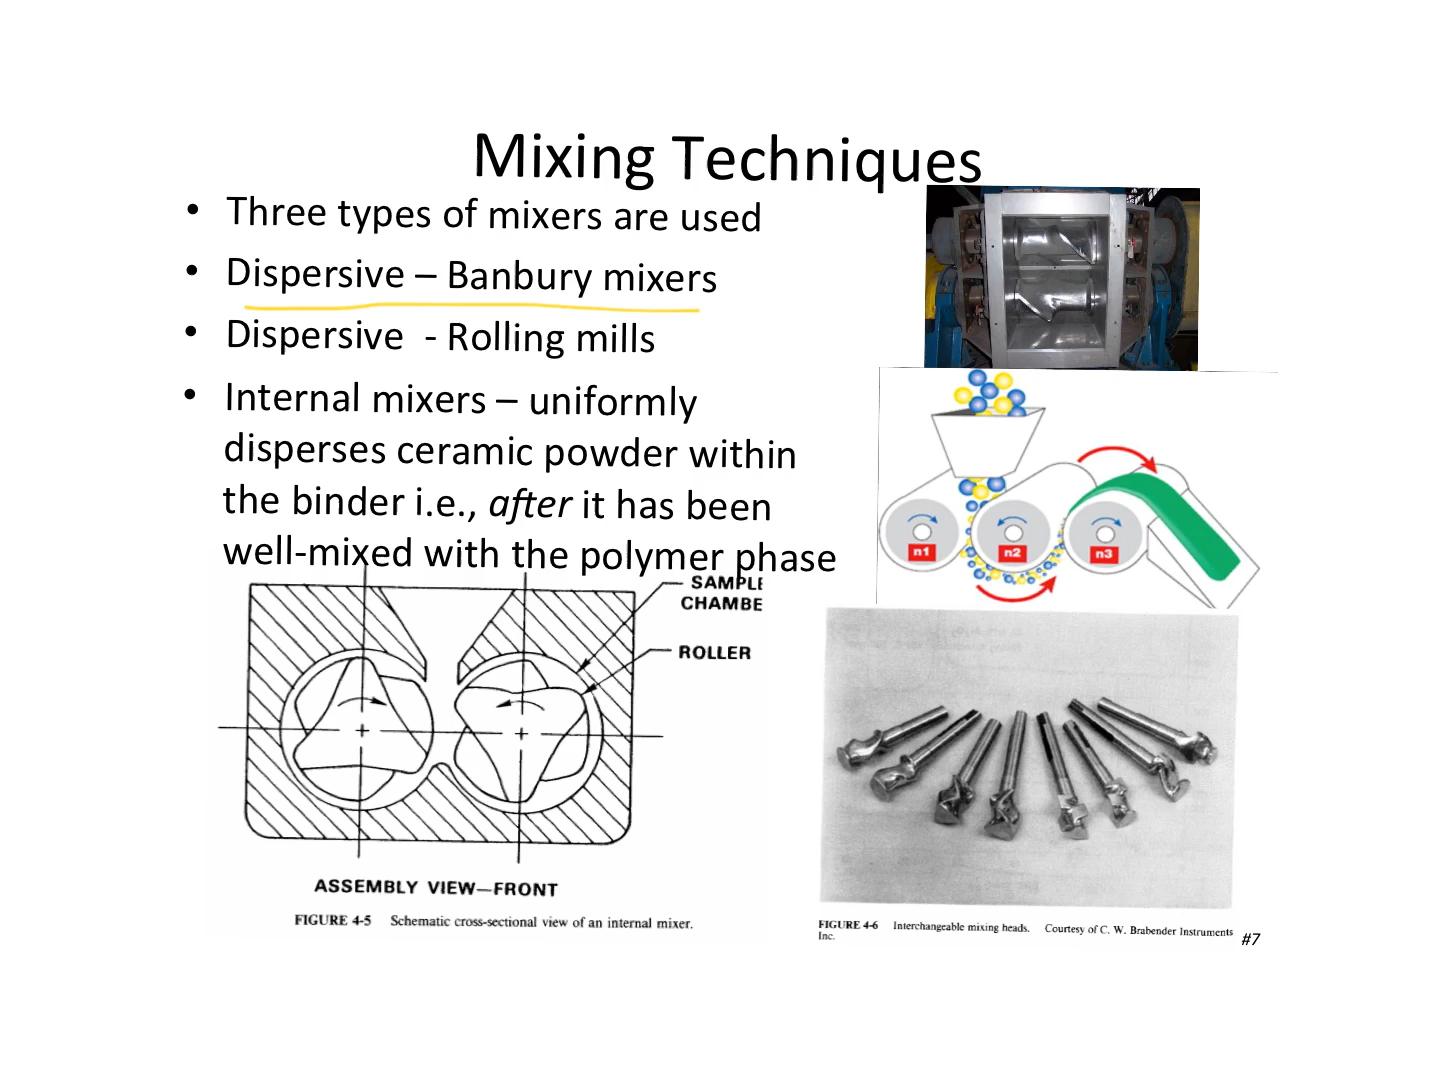 Mixing Techniques
• Three types of mixers are used
• Dispersive – Banbury mixers
• Dispersive - Rolling mills
• Internal mixers – uniformly
disperses ceramic powder within
the binder i.e., after it has been
well-mixed with the polymer phase
n1 n2 n3
SAMPLE
CHAMBE
ROLLER
ASSEMBLY VIEW—FRONT
FIGURE 4-5 Schematic cross-sectional view of an internal mixer.
FIGURE 4-6 Interchangeable mixing heads. Courtesy of C. W. Brabender Instruments
Inc.
#7